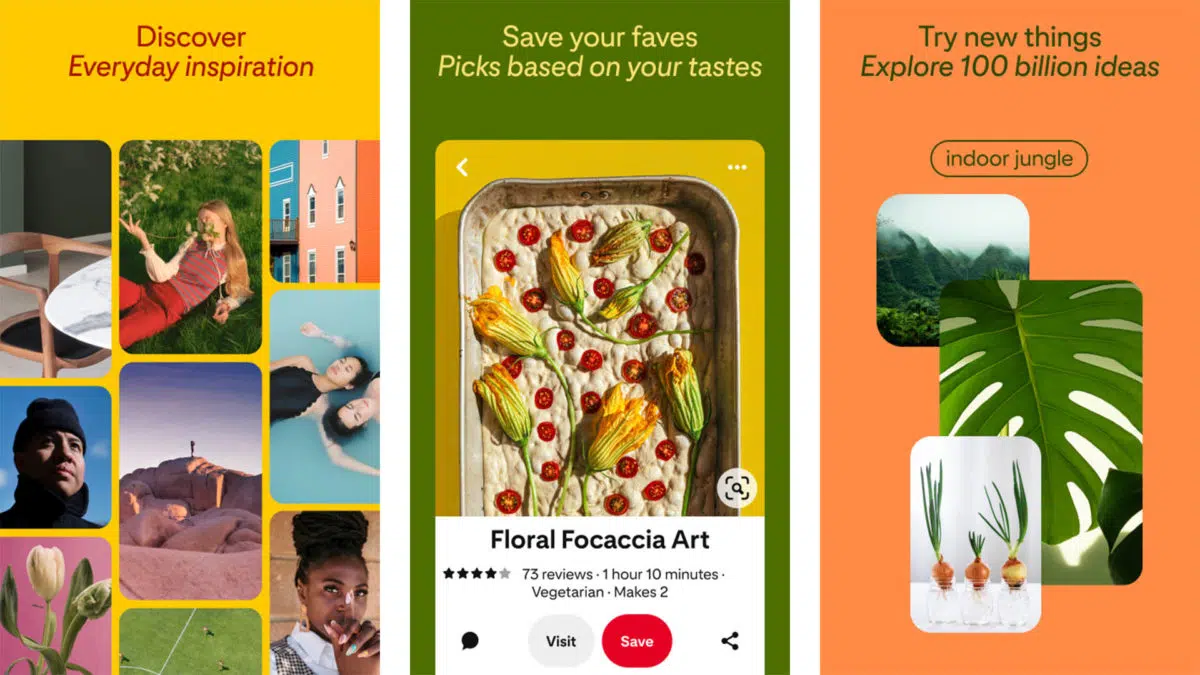 Discover
Everyday inspiration
Save your faves
Picks based on your tastes
Floral Focaccia Art
73 reviews · 1 hour 10 minutes ·
Vegetarian · Makes 2
Visit
Save
Try new things
Explore 100 billion ideas
indoor jungle